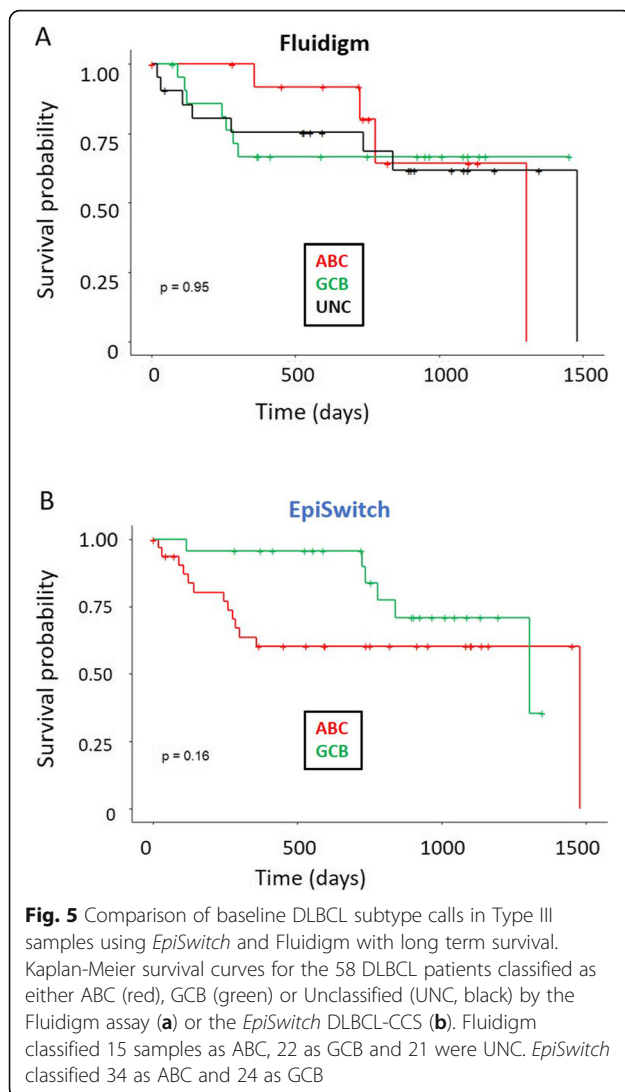 A
Fluidigm
1.00
0.75
0.50
0.25
0
Survival probability
ABC
GCB
UNC
p = 0.95
0
500
1000
1500
Time (days)
B
EpiSwitch
1.00
0.75
0.50
0.25
0
Survival probability
ABC
GCB
p = 0.16
0
500
1000
1500
Time (days)
Fig. 5 Comparison of baseline DLBCL subtype calls in Type III
samples using EpiSwitch and Fluidigm with long term survival.
Kaplan-Meier survival curves for the 58 DLBCL patients classified as
either ABC (red), GCB (green) or Unclassified (UNC, black) by the
Fluidigm assay (a) or the EpiSwitch DLBCL-CCS (b). Fluidigm
classified 15 samples as ABC, 22 as GCB and 21 were UNC. EpiSwitch
classified 34 as ABC and 24 as GCB